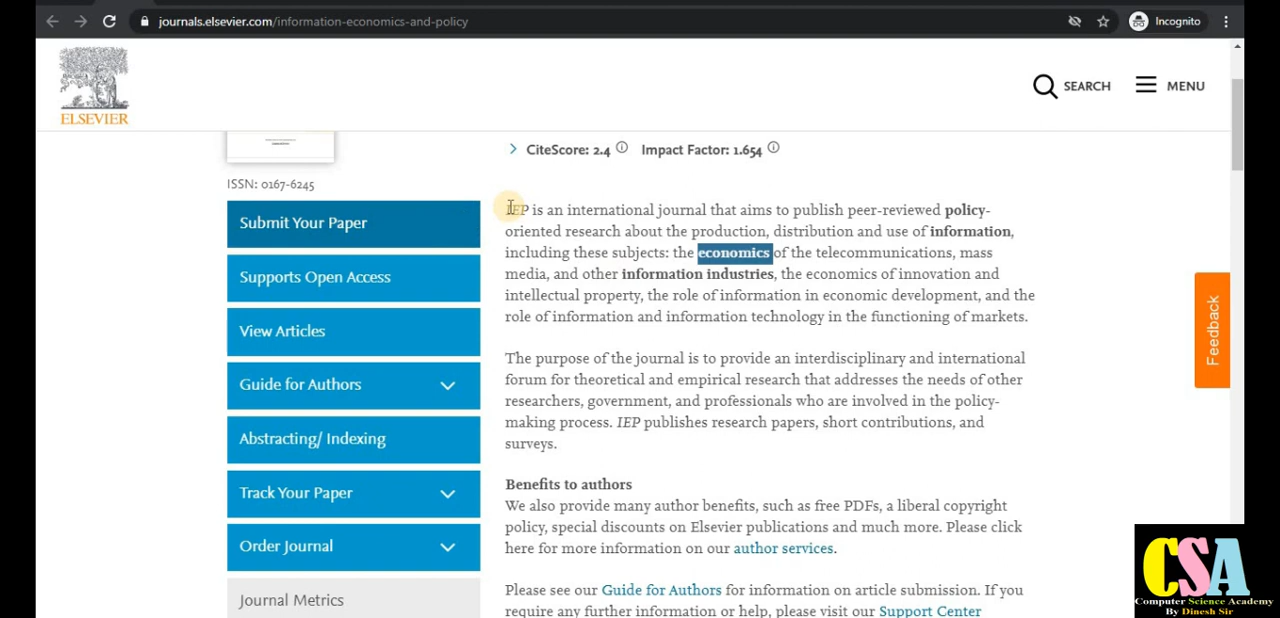 journals.elsevier.com/information-economics-and-policy
Incognito
ELSEVIER
SEARCH
MENU
CiteScore: 2.4 Impact Factor: 1.654
ISSN: 0167-6245
Submit Your Paper
Supports Open Access
View Articles
Guide for Authors
Abstracting/ Indexing
Track Your Paper
Order Journal
Journal Metrics
IEP is an international journal that aims to publish peer-reviewed policy-
oriented research about the production, distribution and use of information,
including these subjects: the economics of the telecommunications, mass
media, and other information industries, the economics of innovation and
intellectual property, the role of information in economic development, and the
role of information and information technology in the functioning of markets.
The purpose of the journal is to provide an interdisciplinary and international
forum for theoretical and empirical research that addresses the needs of other
researchers, government, and professionals who are involved in the policy-
making process. IEP publishes research papers, short contributions, and
surveys.
Benefits to authors
We also provide many author benefits, such as free PDFs, a liberal copyright
policy, special discounts on Elsevier publications and much more. Please click
here for more information on our author services.
Please see our Guide for Authors for information on article submission. If you
require any further information or help, please visit our Support Center
Feedback
CSA
Computer Science Academy
By Dinesh Sir